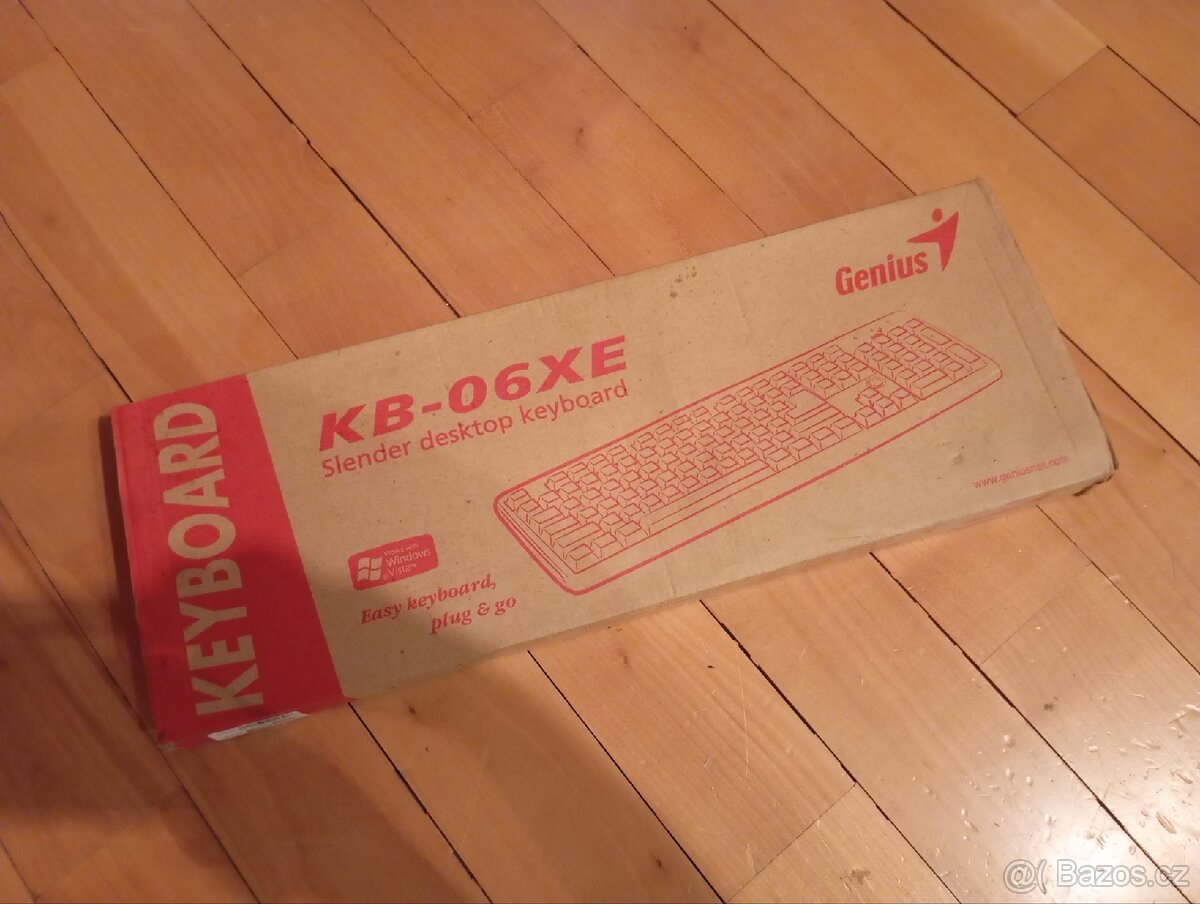 Genius
KB-06XE
Slender desktop keyboard
KEYBOARD
Works with
Windows
Vista™
Easy keyboard,
plug & go
www.geniusnet.com
@( Bazos.cz